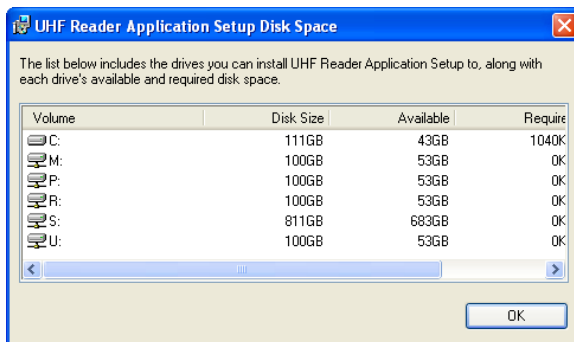 UHF Reader Application Setup Disk Space
The list below includes the drives you can install UHF Reader Application Setup to, along with
each drive's available and required disk space.
Volume Disk Size Available Require
C: 111GB 43GB 1040K
M: 100GB 53GB 0K
P: 100GB 53GB 0K
R: 100GB 53GB 0K
S: 811GB 683GB 0K
U: 100GB 53GB 0K
OK